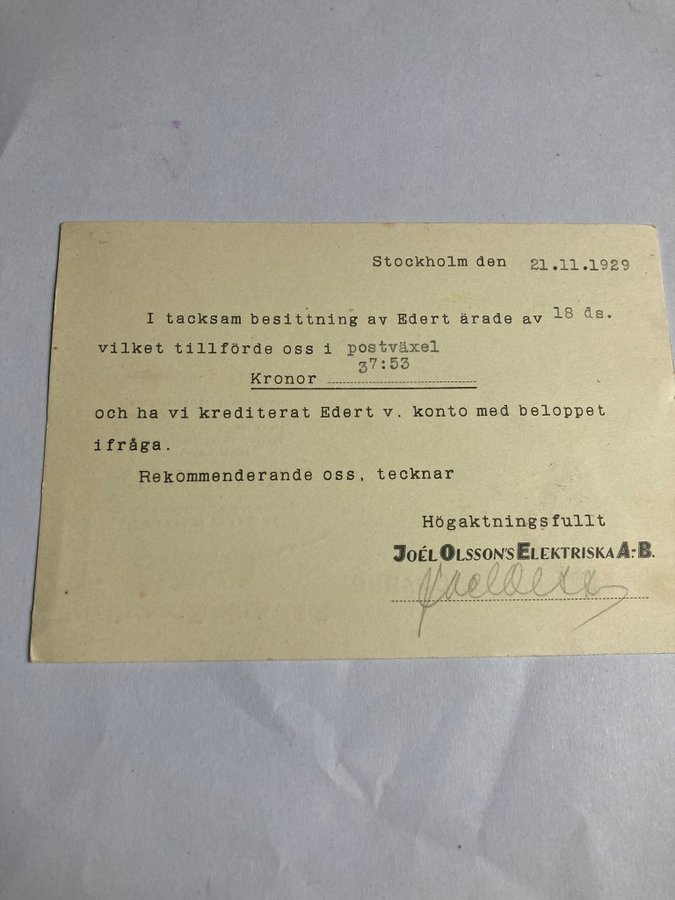 Stockholm den 21.11.1929
I tacksam besittning av Edert ärade av 18 ds.
vilket tillförde oss i postväxel
Kronor 37:53
och ha vi krediterat Edert v. konto med beloppet
ifråga.
Rekommenderande oss, tecknar
Högaktningsfullt
JOÉL OLSSON'S ELEKTRISKA A.-B.